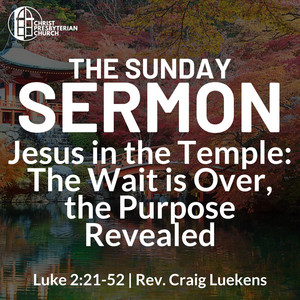 CHRIST
PRESBYTERIAN
CHURCH
THE SUNDAY
SERMON
Jesus in the Temple:
The Wait is Over,
the Purpose
Revealed
Luke 2:21-52 | Rev. Craig Luekens